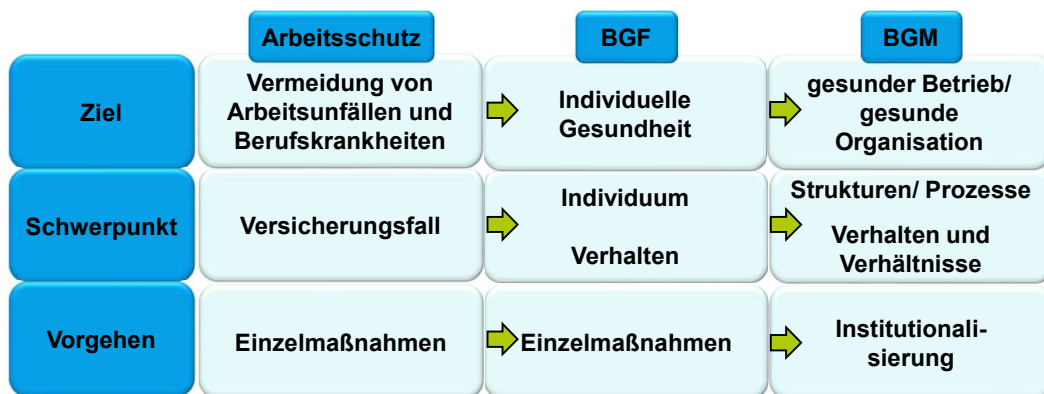 Arbeitsschutz
BGF
BGM
Ziel
Vermeidung von
Arbeitsunfällen und
Berufskrankheiten
Individuelle
Gesundheit
gesunder Betrieb/
gesunde
Organisation
Schwerpunkt
Versicherungsfall
Individuum
Verhalten
Strukturen/ Prozesse
Verhalten und
Verhältnisse
Vorgehen
Einzelmaßnahmen
Einzelmaßnahmen
Institutionali-
sierung